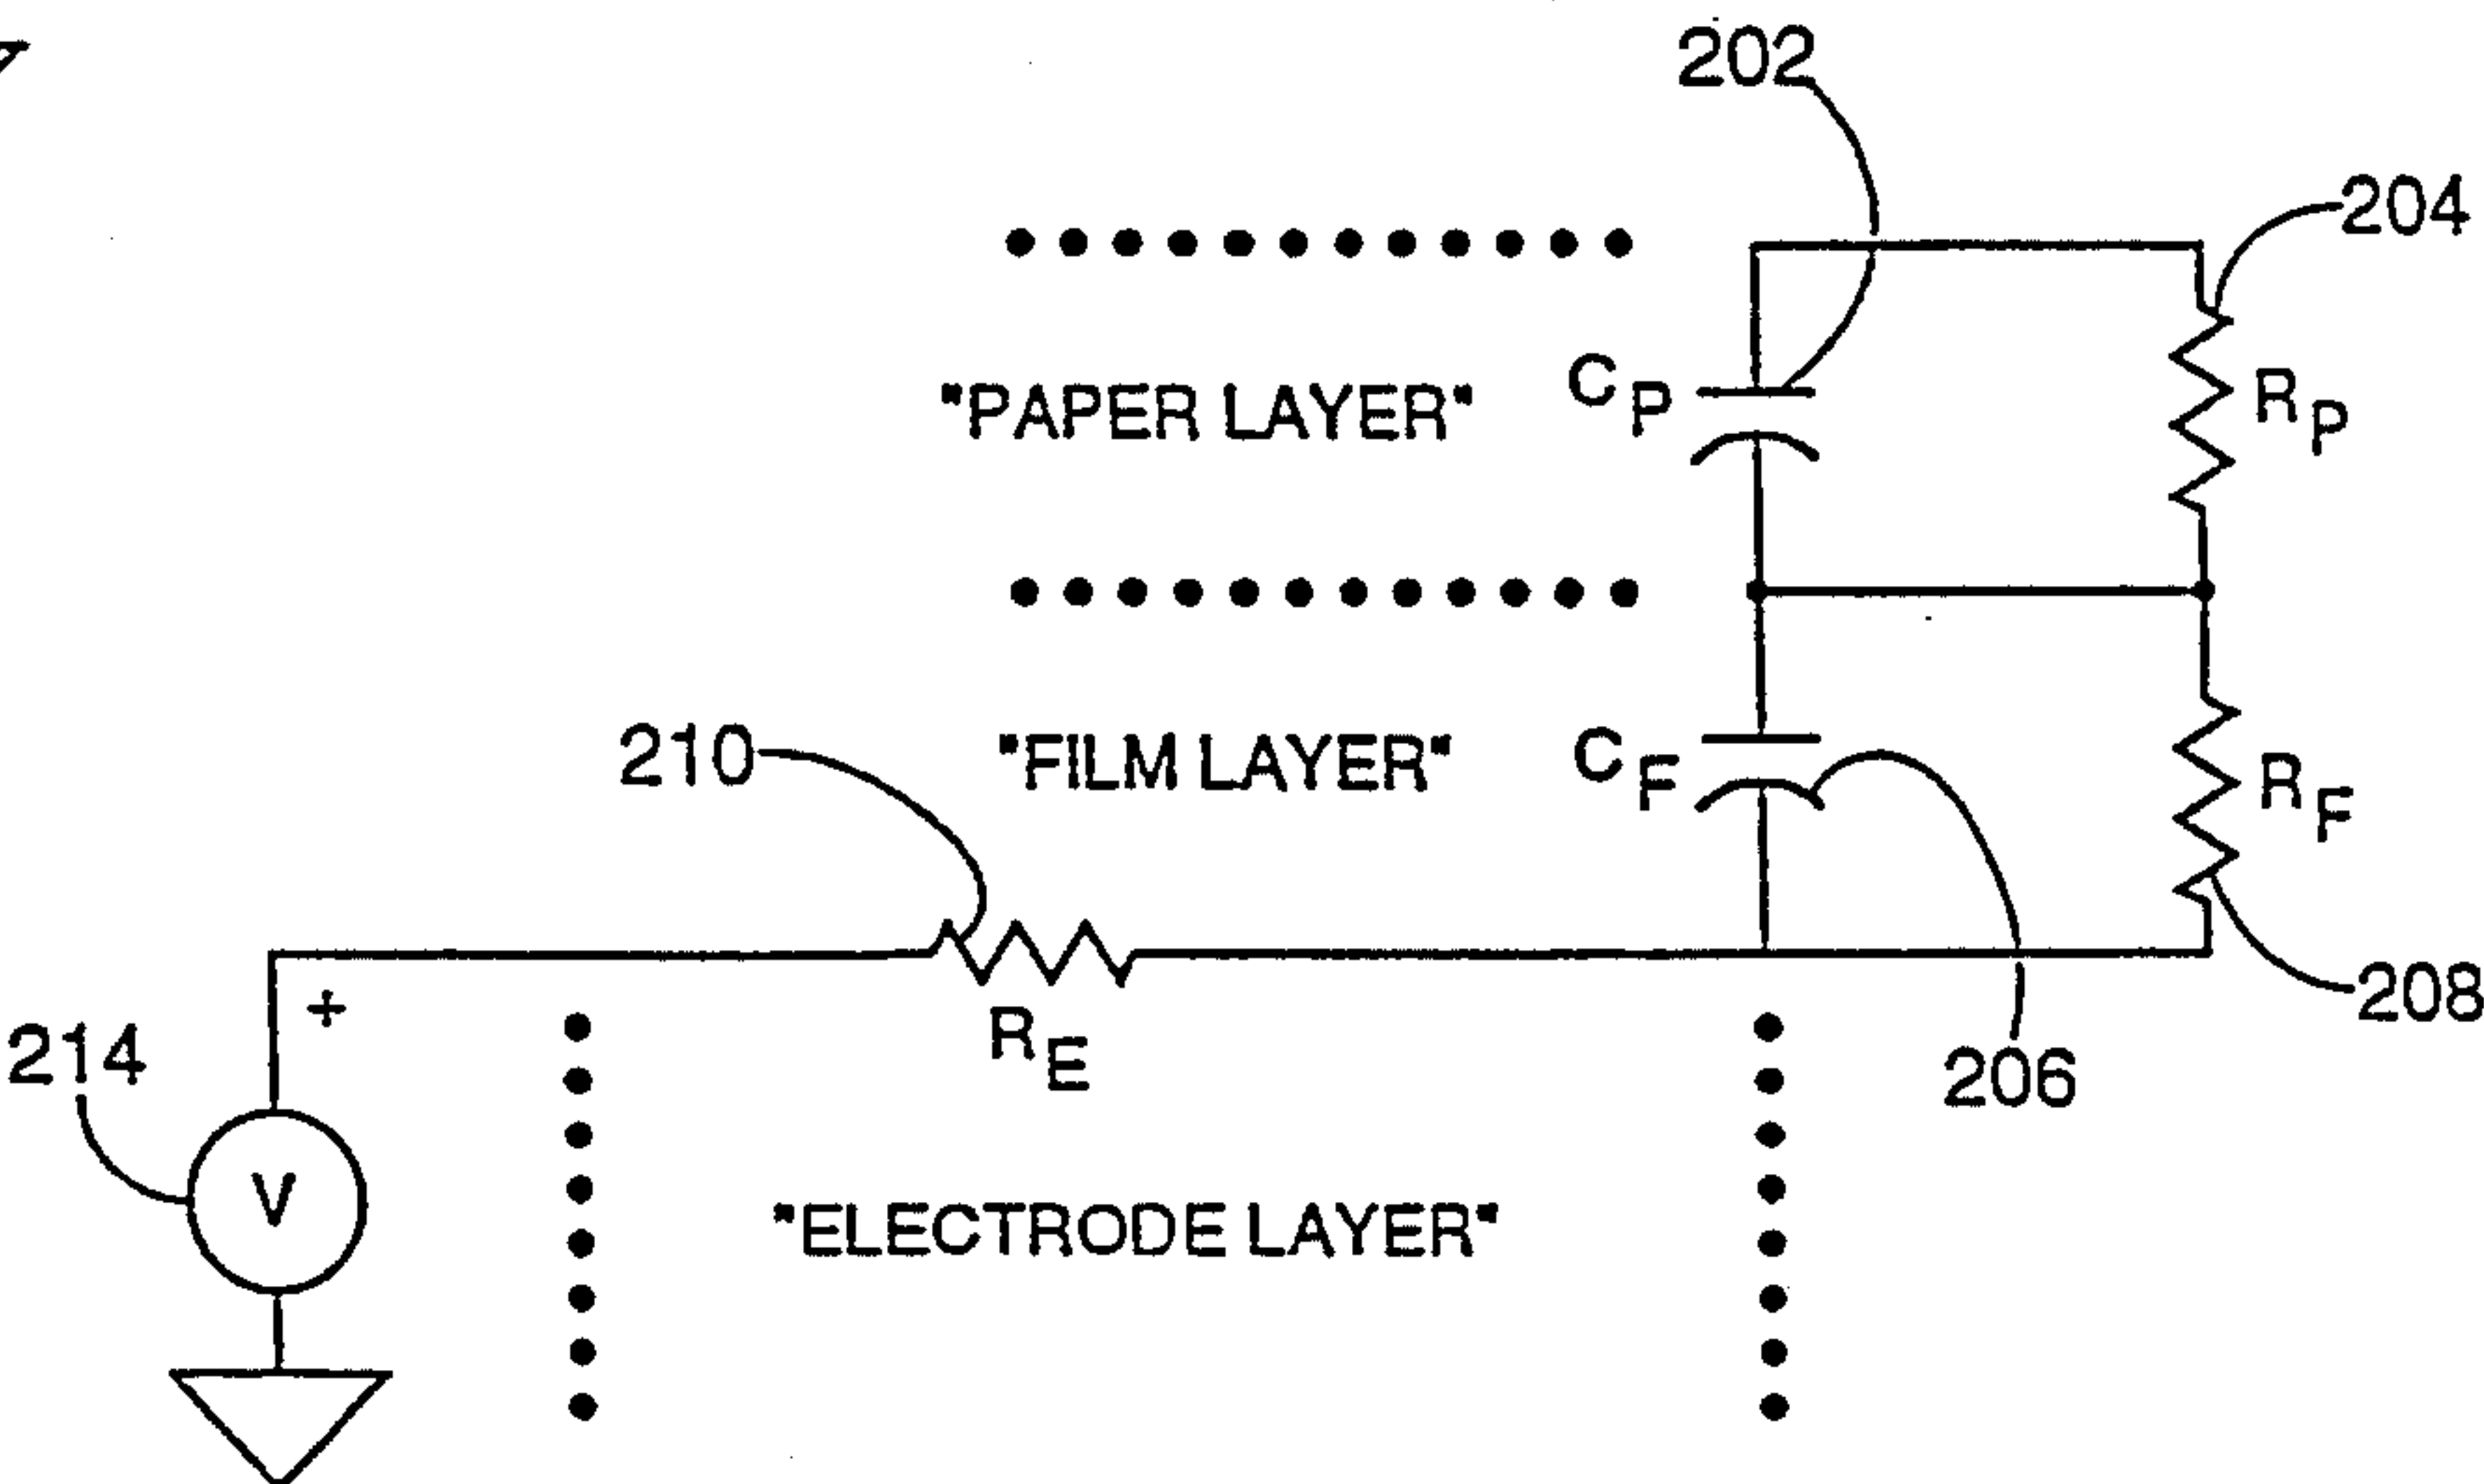 202
204
"PAPER LAYER"
C P
R P
210
"FILM LAYER"
C F
R F
+
R E
208
214
206
V
"ELECTRODE LAYER"